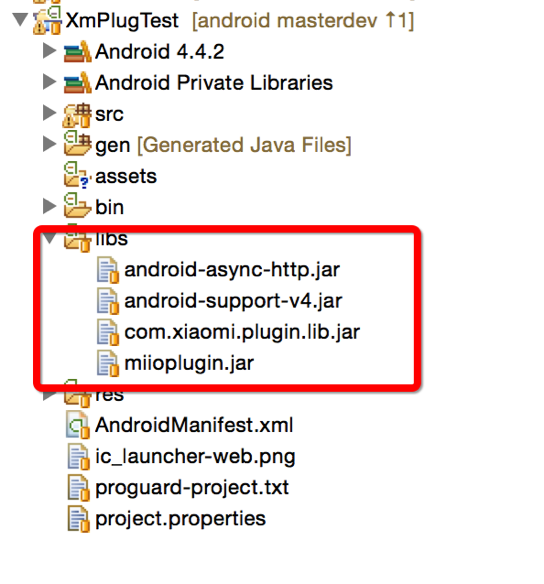 XmPlugTest [android masterdev ↑1]
Android 4.4.2
Android Private Libraries
src
gen [Generated Java Files]
assets
bin
libs
android-async-http.jar
android-support-v4.jar
com.xiaomi.plugin.lib.jar
miioplugin.jar
res
AndroidManifest.xml
ic_launcher-web.png
proguard-project.txt
project.properties